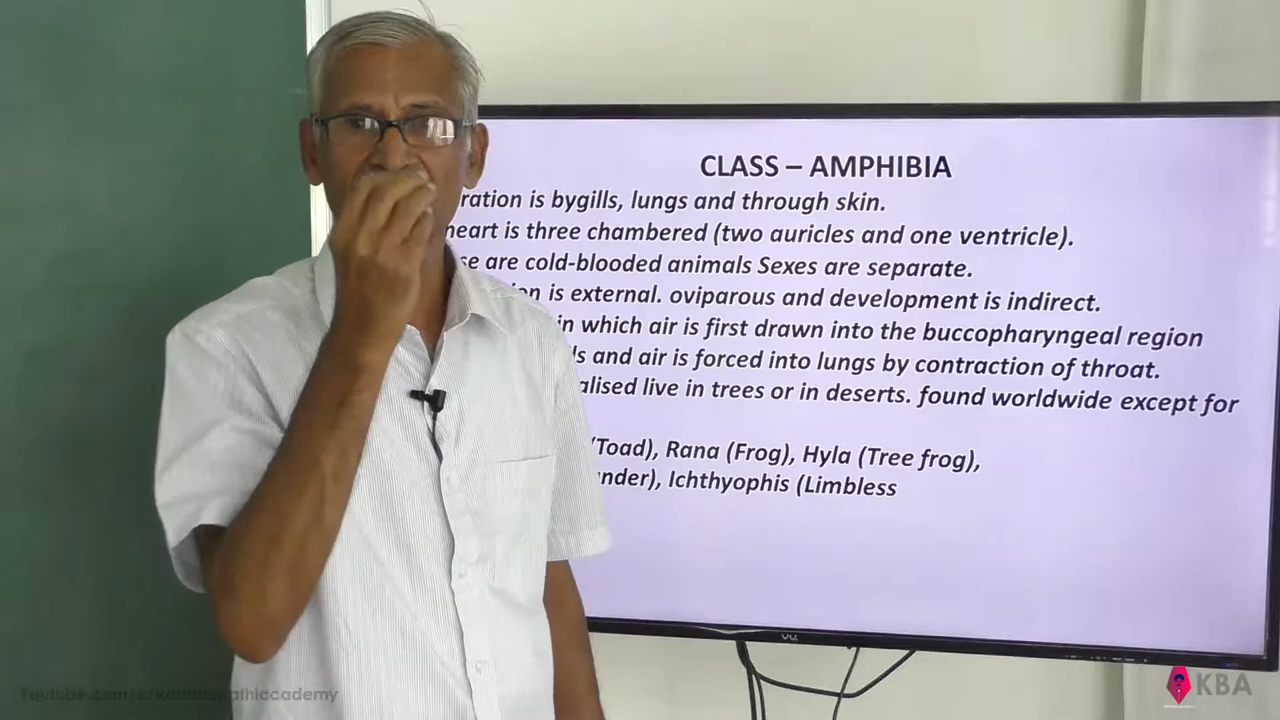 CLASS – AMPHIBIA
ration is bygills, lungs and through skin.
heart is three chambered (two auricles and one ventricle).
se are cold-blooded animals Sexes are separate.
ion is external. oviparous and development is indirect.
in which air is first drawn into the buccopharyngeal region
ls and air is forced into lungs by contraction of throat.
alised live in trees or in deserts. found worldwide except for
(Toad), Rana (Frog), Hyla (Tree frog),
nder), Ichthyophis (Limbless
KBA